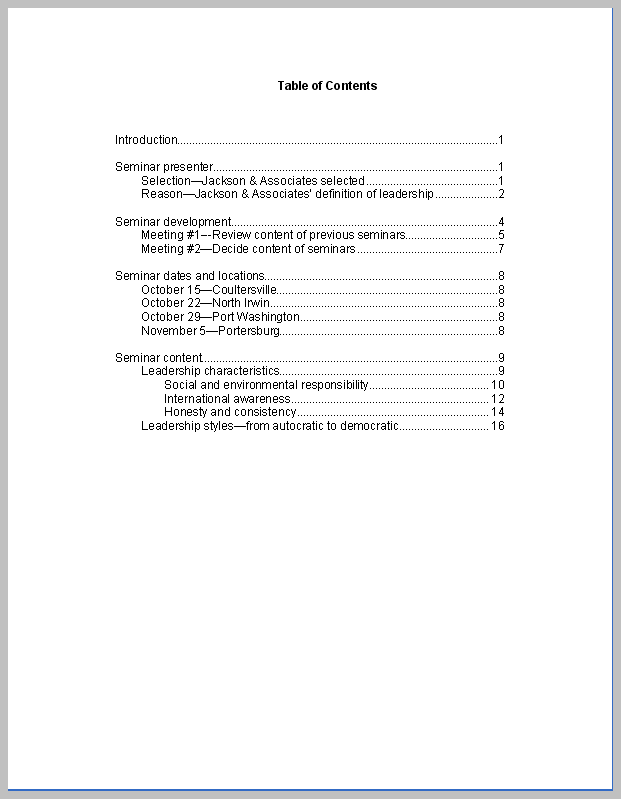 Table of Contents
Introduction..........................................................................................................1
Seminar presenter..............................................................................................1
Selection—Jackson & Associates selected............................................1
Reason—Jackson & Associates' definition of leadership.....................2
Seminar development.........................................................................................4
Meeting #1--Review content of previous seminars...............................5
Meeting #2—Decide content of seminars...............................................7
Seminar dates and locations..............................................................................8
October 15—Coultersville..........................................................................8
October 22—North Irwin............................................................................8
October 29—Port Washington..................................................................8
November 5—Portersburg.........................................................................8
Seminar content..................................................................................................9
Leadership characteristics.........................................................................9
Social and environmental responsibility........................................ 10
International awareness.................................................................. 12
Honesty and consistency................................................................ 14
Leadership styles—from autocratic to democratic.............................. 16